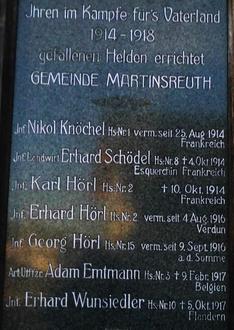 Ihren im Kampfe für's Vaterland
1914 - 1918
gefallenen Helden errichtet
GEMEINDE MARTINSREUTH
Inf. Nikol Knöchel Hs:Nr.1 verm. seit 25. Aug 1914
Frankreich
Inf. Landwirt Erhard Schödel Hs:Nr.8 + 4. Okt. 1914
Esquerchin Frankreich
Inf. Karl Hörl Hs:Nr.2 + 10. Okt. 1914
Frankreich
Inf. Erhard Hörl Hs:Nr.2 verm. seit 4. Aug 1916
Verdun
Inf. Georg Hörl Hs:Nr.15 verm. seit 9. Sept. 1916
a.d. Somme
Art. Utffze Adam Emtmann Hs:Nr.3 + 9. Febr. 1917
Belgien
Inf. Erhard Wunsiedler Hs:Nr.10 + 5. Okt. 1917
Flandern